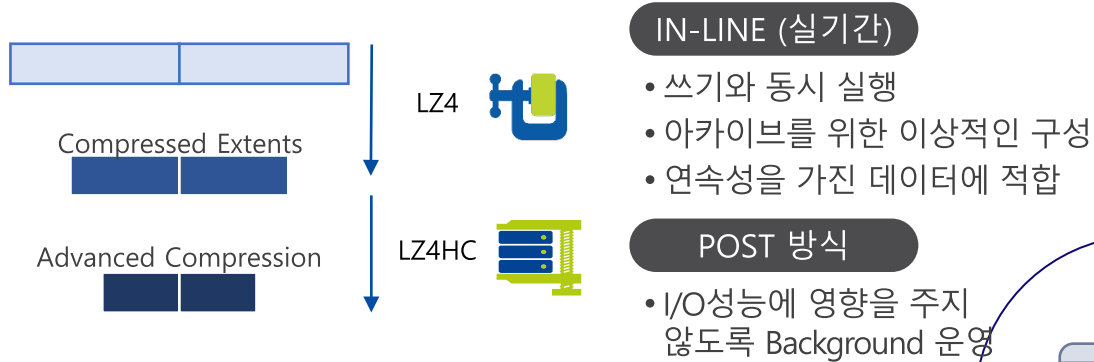 LZ4
Compressed Extents
Advanced Compression
LZ4HC
IN-LINE (실기간)
• 쓰기와 동시 실행
• 아카이브를 위한 이상적인 구성
• 연속성을 가진 데이터에 적합
POST 방식
• I/O성능에 영향을 주지
않도록 Background 운영